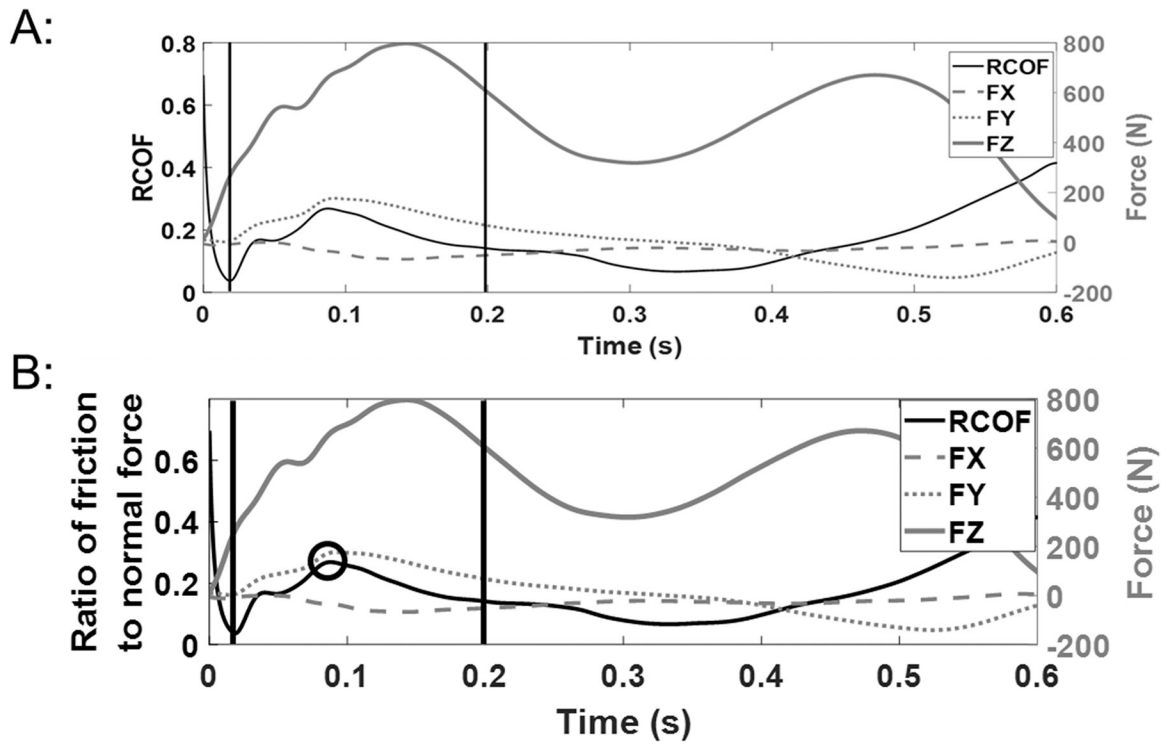 A:
0.8
0.6
0.4
0.2
0
RCOF
800
600
400
200
0
-200
Force (N)
RCOF
FX
FY
FZ
0 0.1 0.2 0.3 0.4 0.5 0.6
Time (s)
B:
Ratio of friction
to normal force
0.6
0.4
0.2
0
800
600
400
200
0
-200
Force (N)
RCOF
FX
FY
FZ
0 0.1 0.2 0.3 0.4 0.5 0.6
Time (s)